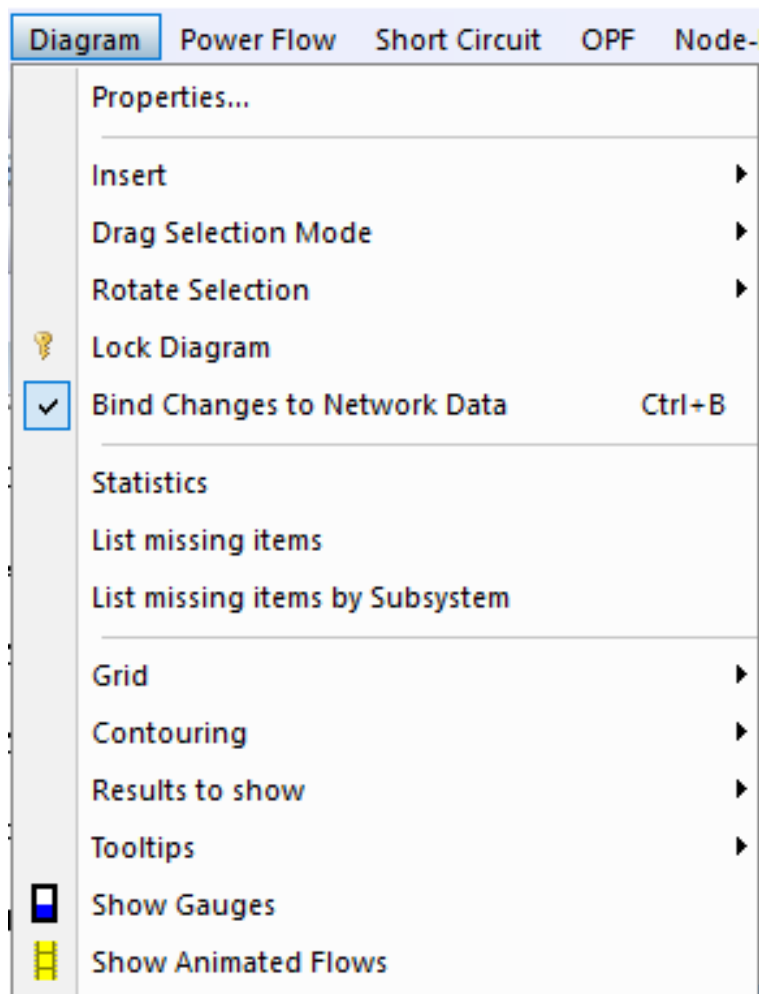 Diagram Power Flow Short Circuit OPF Node-
Properties...
Insert
Drag Selection Mode
Rotate Selection
Lock Diagram
Bind Changes to Network Data Ctrl+B
Statistics
List missing items
List missing items by Subsystem
Grid
Contouring
Results to show
Tooltips
Show Gauges
Show Animated Flows